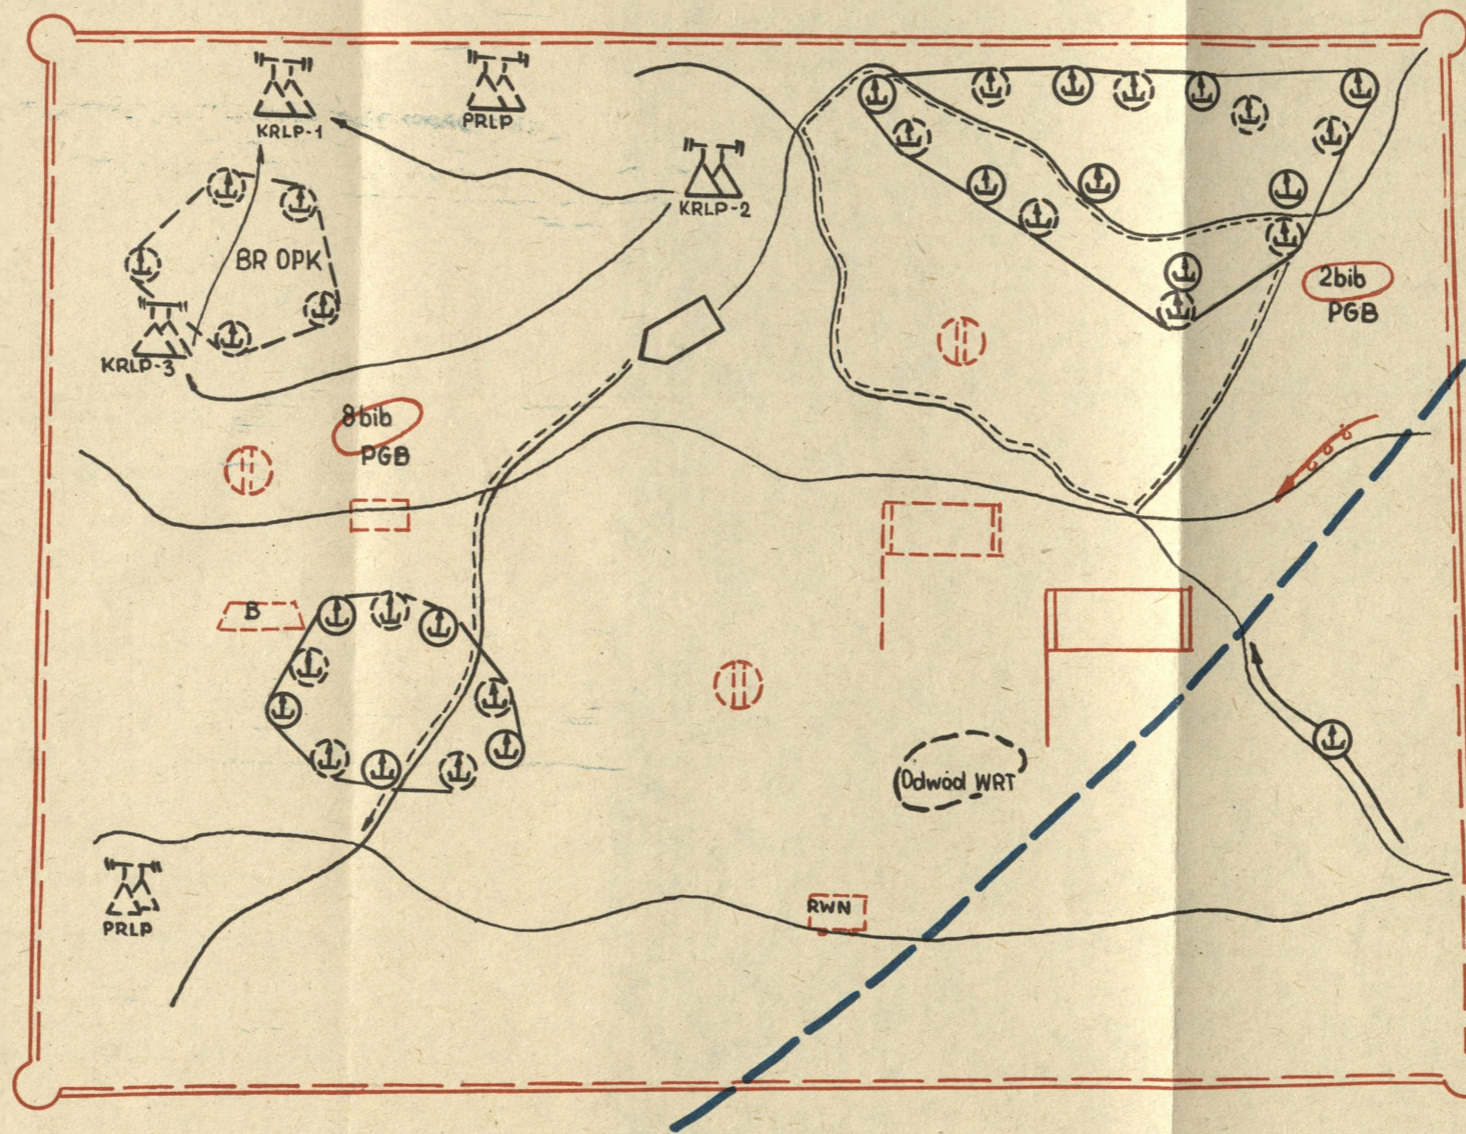 KRLP-1
PRLP
KRLP-2
BR OPK
2bib
PGB
KRLP-3
8bib
PGB
B
Odwód WRT
PRLP
RWN